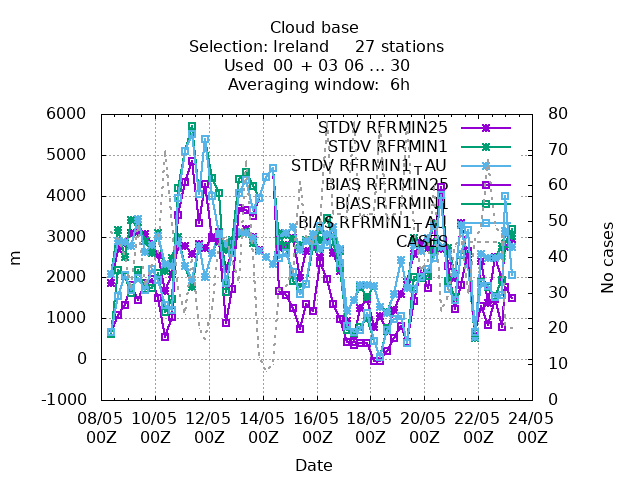 Cloud base
Selection: Ireland 27 stations
Used 00 + 03 06 ... 30
Averaging window: 6h
STDV RFRMIN25
STDV RFRMIN1
STDV RFRMIN1_AU
BIAS RFRMIN25
BIAS RFRMIN1
BIAS RFRMIN1_AU
CASES
6000
5000
4000
3000
2000
1000
0
-1000
m
80
70
60
50
40
30
20
10
0
No cases
08/05 10/05 12/05 14/05 16/05 18/05 20/05 22/05 24/05
00Z 00Z 00Z 00Z 00Z 00Z 00Z 00Z 00Z
Date